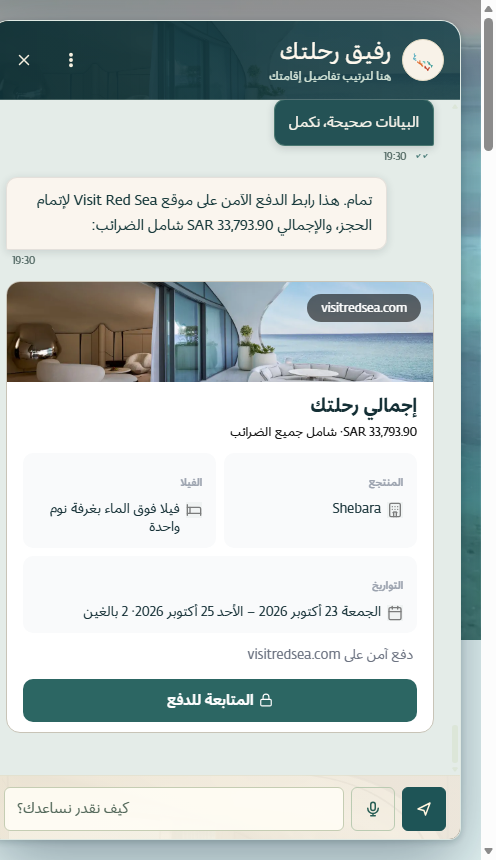 رفيق رحلتك
هنا لترتيب تفاصيل إقامتك
البيانات صحيحة، نكمل
19:30
تمام. هذا رابط الدفع الآمن على موقع Visit Red Sea لإتمام
الحجز، والإجمالي SAR 33,793.90 شامل الضرائب:
19:30
visitredsea.com
إجمالي رحلتك
SAR 33,793.90· شامل جميع الضرائب
المنتجع
Shebara
الفيلا
فيلا فوق الماء بغرفة نوم
واحدة
التواريخ
الجمعة 23 أكتوبر 2026 – الأحد 25 أكتوبر 2026· 2 بالغين
دفع آمن على visitredsea.com
المتابعة للدفع
كيف نقدر نساعدك؟